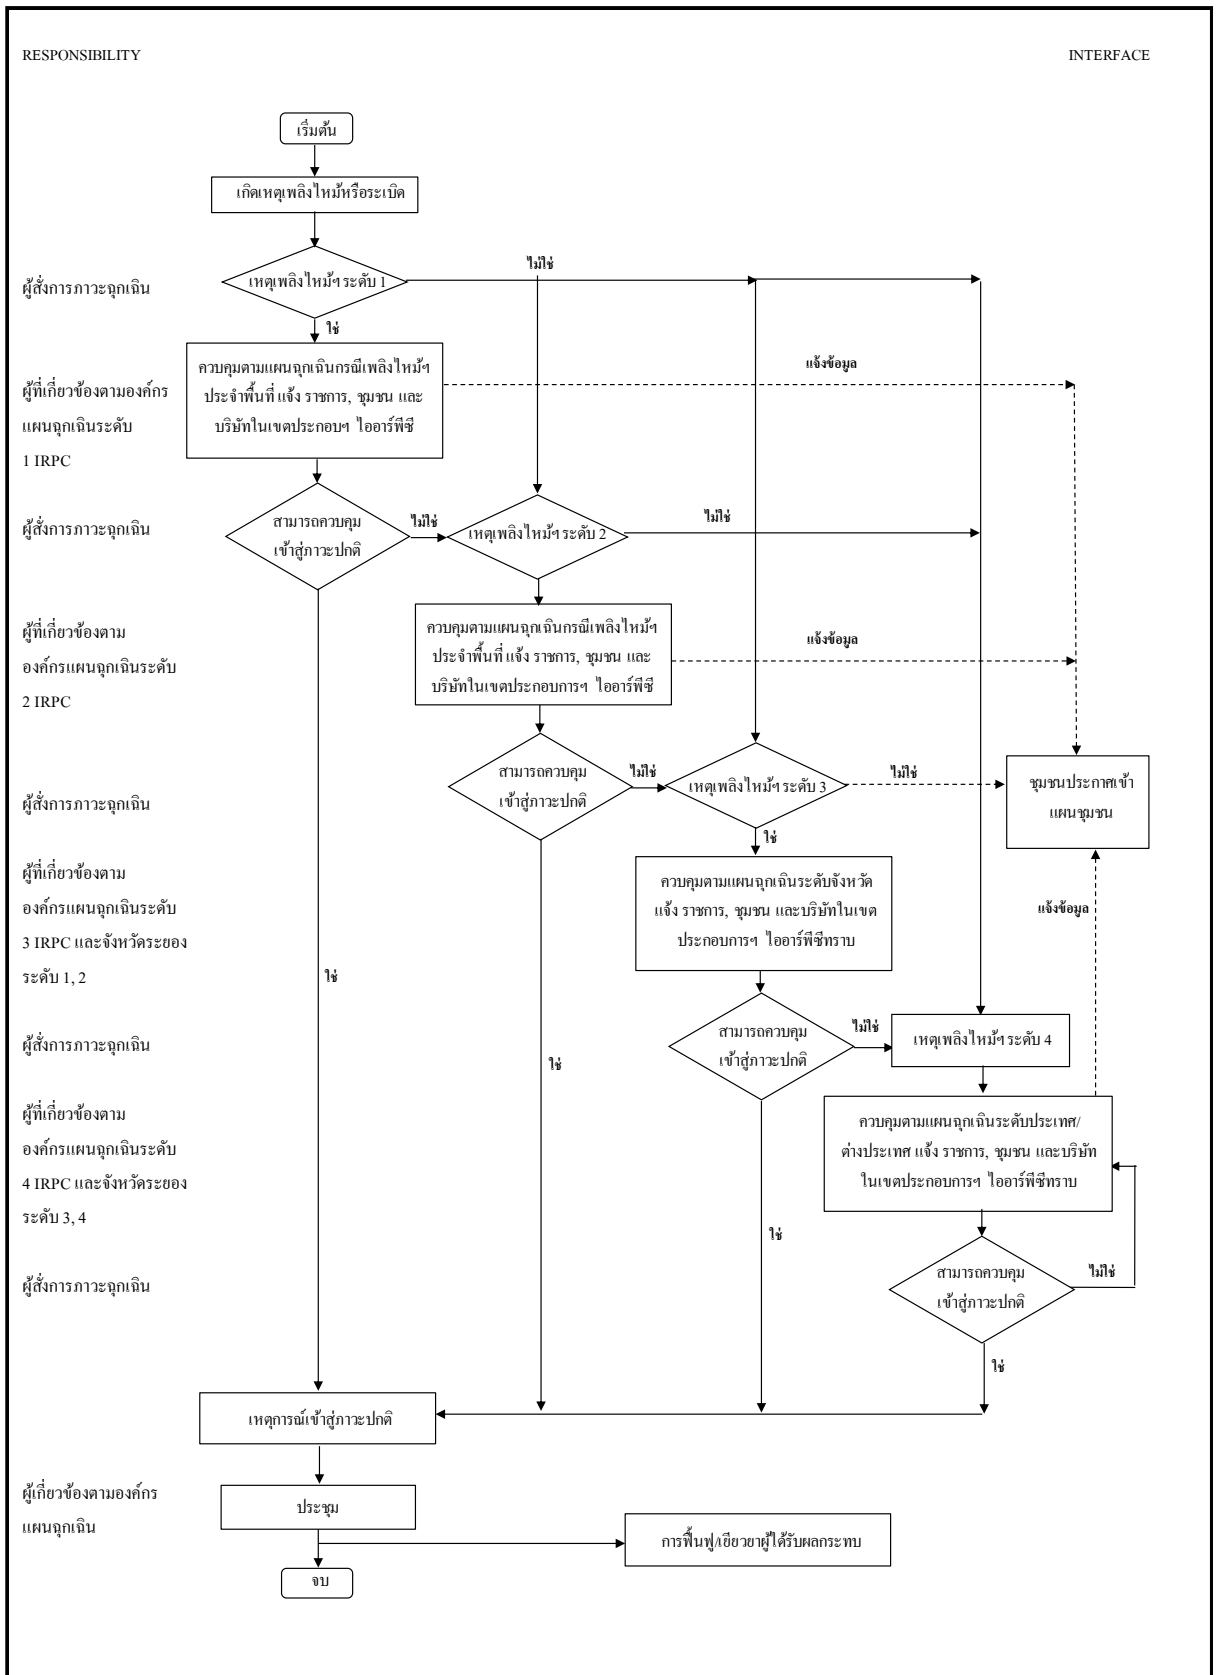 RESPONSIBILITY
INTERFACE
เริ่มต้น
เกิดเหตุเพลิงไหม้หรือระเบิด
ผู้สั่งการภาวะฉุกเฉิน
เหตุเพลิงไหม้ฯ ระดับ 1
ไม่ใช่
ใช่
ผู้ที่เกี่ยวข้องตามองค์กร
แผนฉุกเฉินระดับ
1 IRPC
ควบคุมตามแผนฉุกเฉินกรณีเพลิงไหม้ฯ
ประจำพื้นที่ แจ้ง ราชการ, ชุมชน และ
บริษัทในเขตประกอบฯ ไออาร์พีซี
แจ้งข้อมูล
ผู้สั่งการภาวะฉุกเฉิน
สามารถควบคุม
เข้าสู่ภาวะปกติ
ไม่ใช่
เหตุเพลิงไหม้ฯ ระดับ 2
ไม่ใช่
ผู้ที่เกี่ยวข้องตาม
องค์กรแผนฉุกเฉินระดับ
2 IRPC
ควบคุมตามแผนฉุกเฉินกรณีเพลิงไหม้ฯ
ประจำพื้นที่ แจ้ง ราชการ, ชุมชน และ
บริษัทในเขตประกอบการฯ ไออาร์พีซี
แจ้งข้อมูล
ผู้สั่งการภาวะฉุกเฉิน
สามารถควบคุม
เข้าสู่ภาวะปกติ
ไม่ใช่
เหตุเพลิงไหม้ฯ ระดับ 3
ไม่ใช่
ชุมชนประกาศเข้า
แผนชุมชน
ใช่
ผู้ที่เกี่ยวข้องตาม
องค์กรแผนฉุกเฉินระดับ
3 IRPC และจังหวัดระยอง
ระดับ 1, 2
ควบคุมตามแผนฉุกเฉินระดับจังหวัด
แจ้ง ราชการ, ชุมชน และบริษัทในเขต
ประกอบการฯ ไออาร์พีซีทราบ
แจ้งข้อมูล
ใช่
ผู้สั่งการภาวะฉุกเฉิน
สามารถควบคุม
เข้าสู่ภาวะปกติ
ไม่ใช่
เหตุเพลิงไหม้ฯ ระดับ 4
ใช่
ผู้ที่เกี่ยวข้องตาม
องค์กรแผนฉุกเฉินระดับ
4 IRPC และจังหวัดระยอง
ระดับ 3, 4
ควบคุมตามแผนฉุกเฉินระดับประเทศ/
ต่างประเทศ แจ้ง ราชการ, ชุมชน และบริษัท
ในเขตประกอบการฯ ไออาร์พีซีทราบ
ใช่
ผู้สั่งการภาวะฉุกเฉิน
สามารถควบคุม
เข้าสู่ภาวะปกติ
ไม่ใช่
ใช่
เหตุการณ์เข้าสู่ภาวะปกติ
ผู้เกี่ยวข้องตามองค์กร
แผนฉุกเฉิน
ประชุม
การฟื้นฟู/เยียวยาผู้ได้รับผลกระทบ
จบ